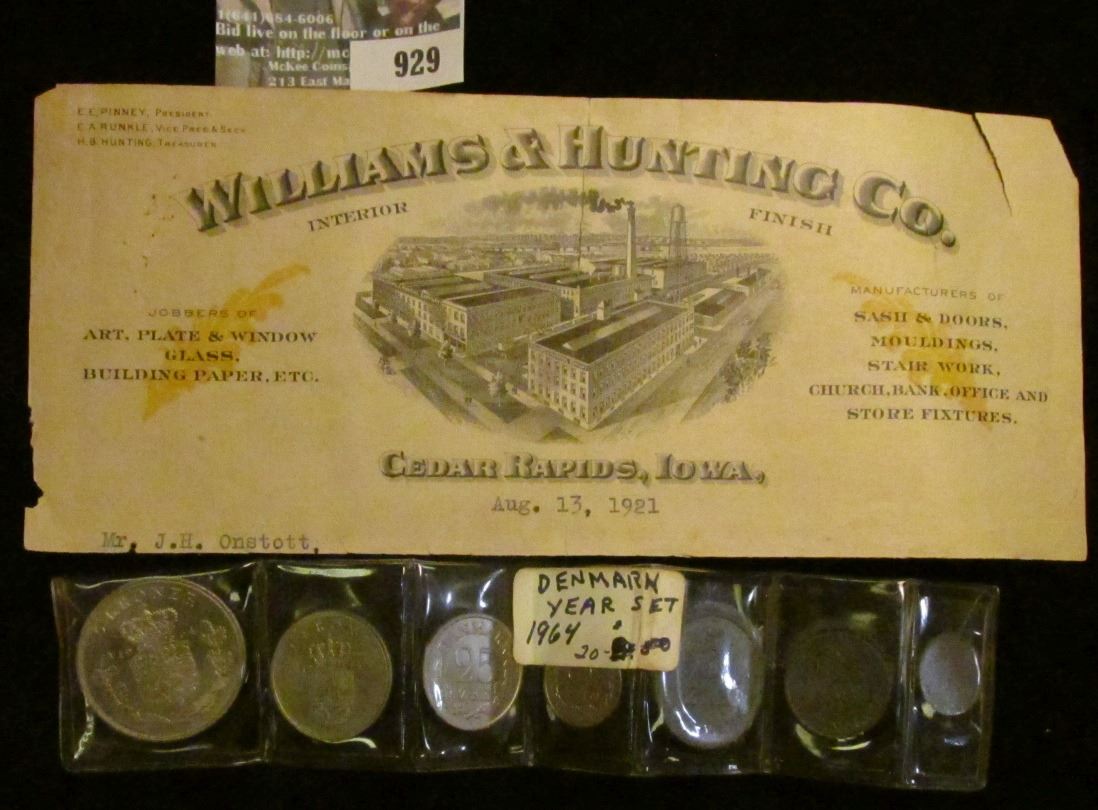 1(641)684-6006
Bid live on the floor or on the
web at: http://mc
McKee Coins
213 East Ma
929
E.E. PINNEY, PRESIDENT.
E.A. RUNKLE, VICE PRES. & SECY.
H.B. HUNTING, TREASURER.
WILLIAMS & HUNTING CO.
INTERIOR FINISH
JOBBERS OF
ART, PLATE & WINDOW
GLASS,
BUILDING PAPER, ETC.
MANUFACTURERS OF
SASH & DOORS,
MOULDINGS,
STAIR WORK,
CHURCH, BANK, OFFICE AND
STORE FIXTURES.
CEDAR RAPIDS, IOWA,
Aug. 13, 1921
Mr. J.H. Onstott,
DENMARK
YEAR SET
1964
20-
KRONER
25